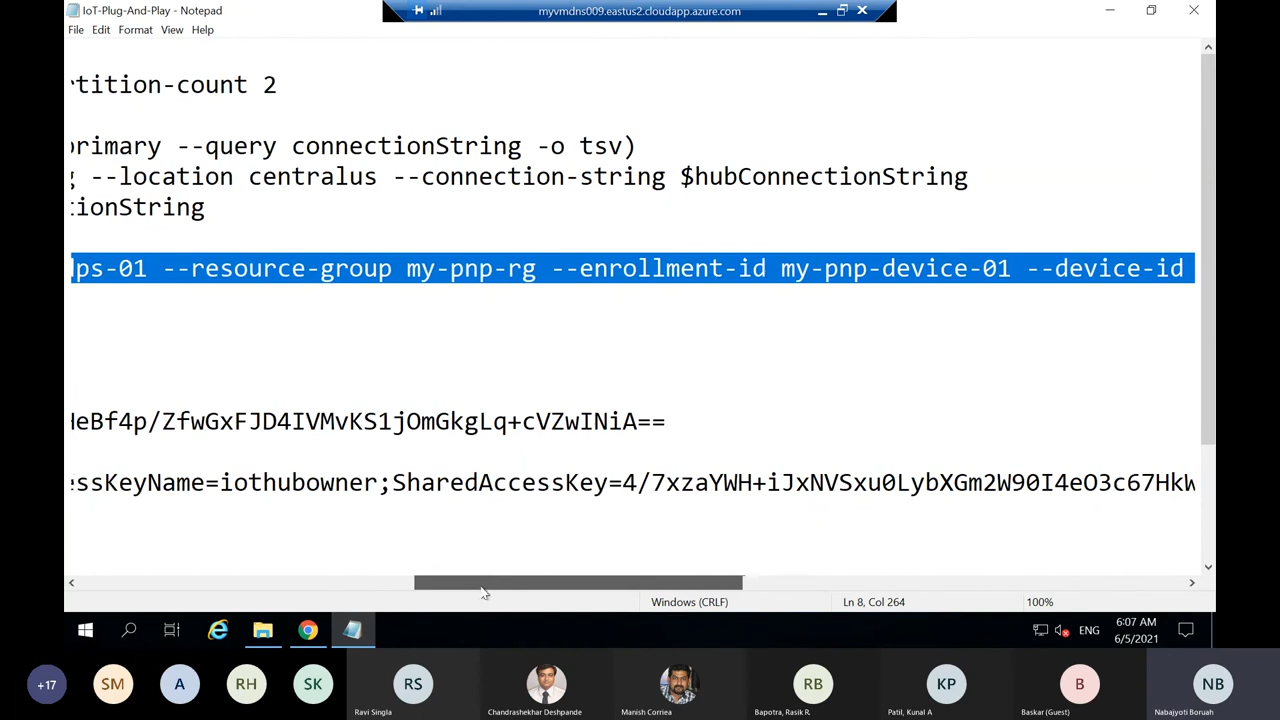 IoT-Plug-And-Play - Notepad
myvmdns009.eastus2.cloudapp.azure.com
File Edit Format View Help
rtition-count 2
primary --query connectionString -o tsv)
g --location centralus --connection-string $hubConnectionString
tionString
dps-01 --resource-group my-pnp-rg --enrollment-id my-pnp-device-01 --device-id
HeBf4p/ZfwGxFJD4IVMvKS1jOmGkgLq+cVZwINiA==
essKeyName=iothubowner;SharedAccessKey=4/7xzaYWH+iJxNVSxu0LybXGm2W90I4eO3c67HkW
Windows (CRLF) Ln 8, Col 264 100%
ENG
6:07 AM
6/5/2021
+17 SM A RH SK RS RB KP B NB
Ravi Singla Chandrashekhar Deshpande Manish Correa Bapotra, Rasik R. Patil, Kunal A Baskar (Guest) Nabajyoti Boruah